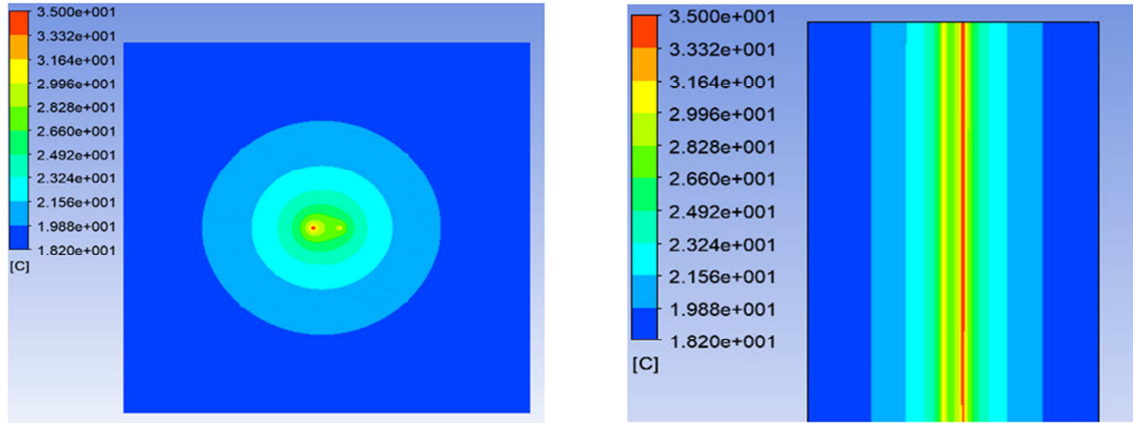 3.500e+001
3.332e+001
3.164e+001
2.996e+001
2.828e+001
2.660e+001
2.492e+001
2.324e+001
2.156e+001
1.988e+001
1.820e+001
[C]
3.500e+001
3.332e+001
3.164e+001
2.996e+001
2.828e+001
2.660e+001
2.492e+001
2.324e+001
2.156e+001
1.988e+001
1.820e+001
[C]